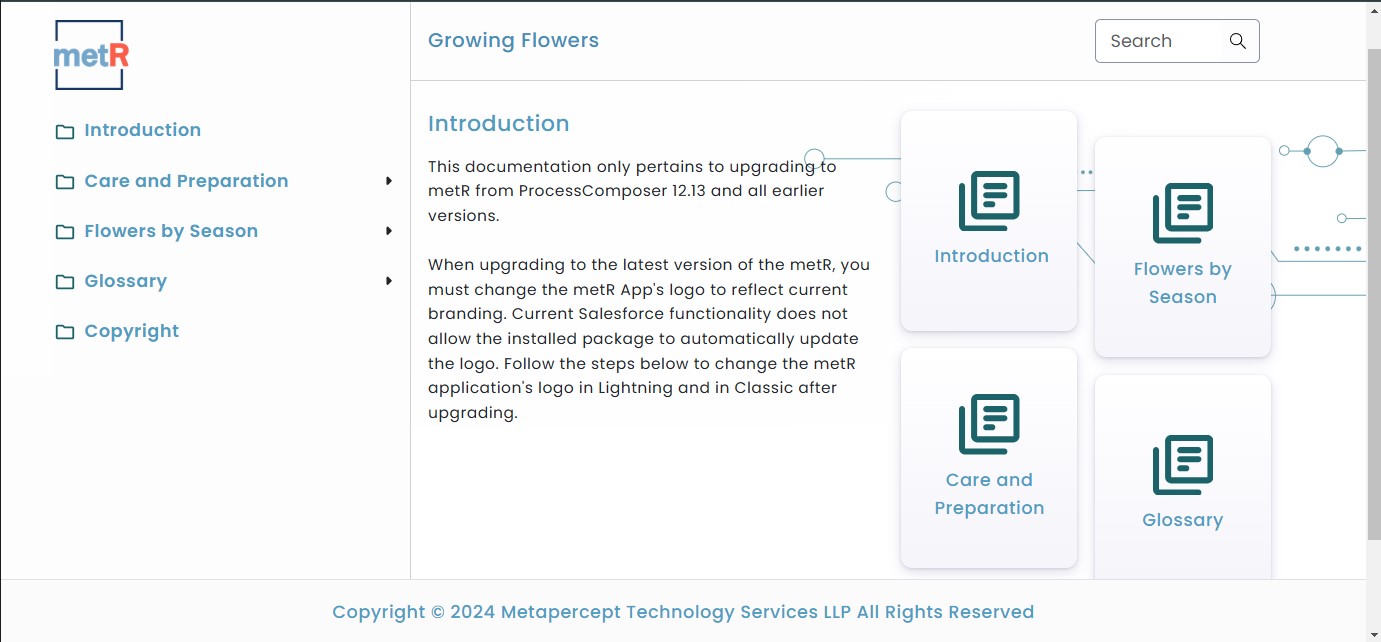 metR
Growing Flowers
Search
Introduction
Care and Preparation
Flowers by Season
Glossary
Copyright
Introduction
This documentation only pertains to upgrading to
metR from ProcessComposer 12.13 and all earlier
versions.
When upgrading to the latest version of the metR, you
must change the metR App's logo to reflect current
branding. Current Salesforce functionality does not
allow the installed package to automatically update
the logo. Follow the steps below to change the metR
application's logo in Lightning and in Classic after
upgrading.
Introduction
Flowers by
Season
Care and
Preparation
Glossary
Copyright © 2024 Metapercept Technology Services LLP All Rights Reserved